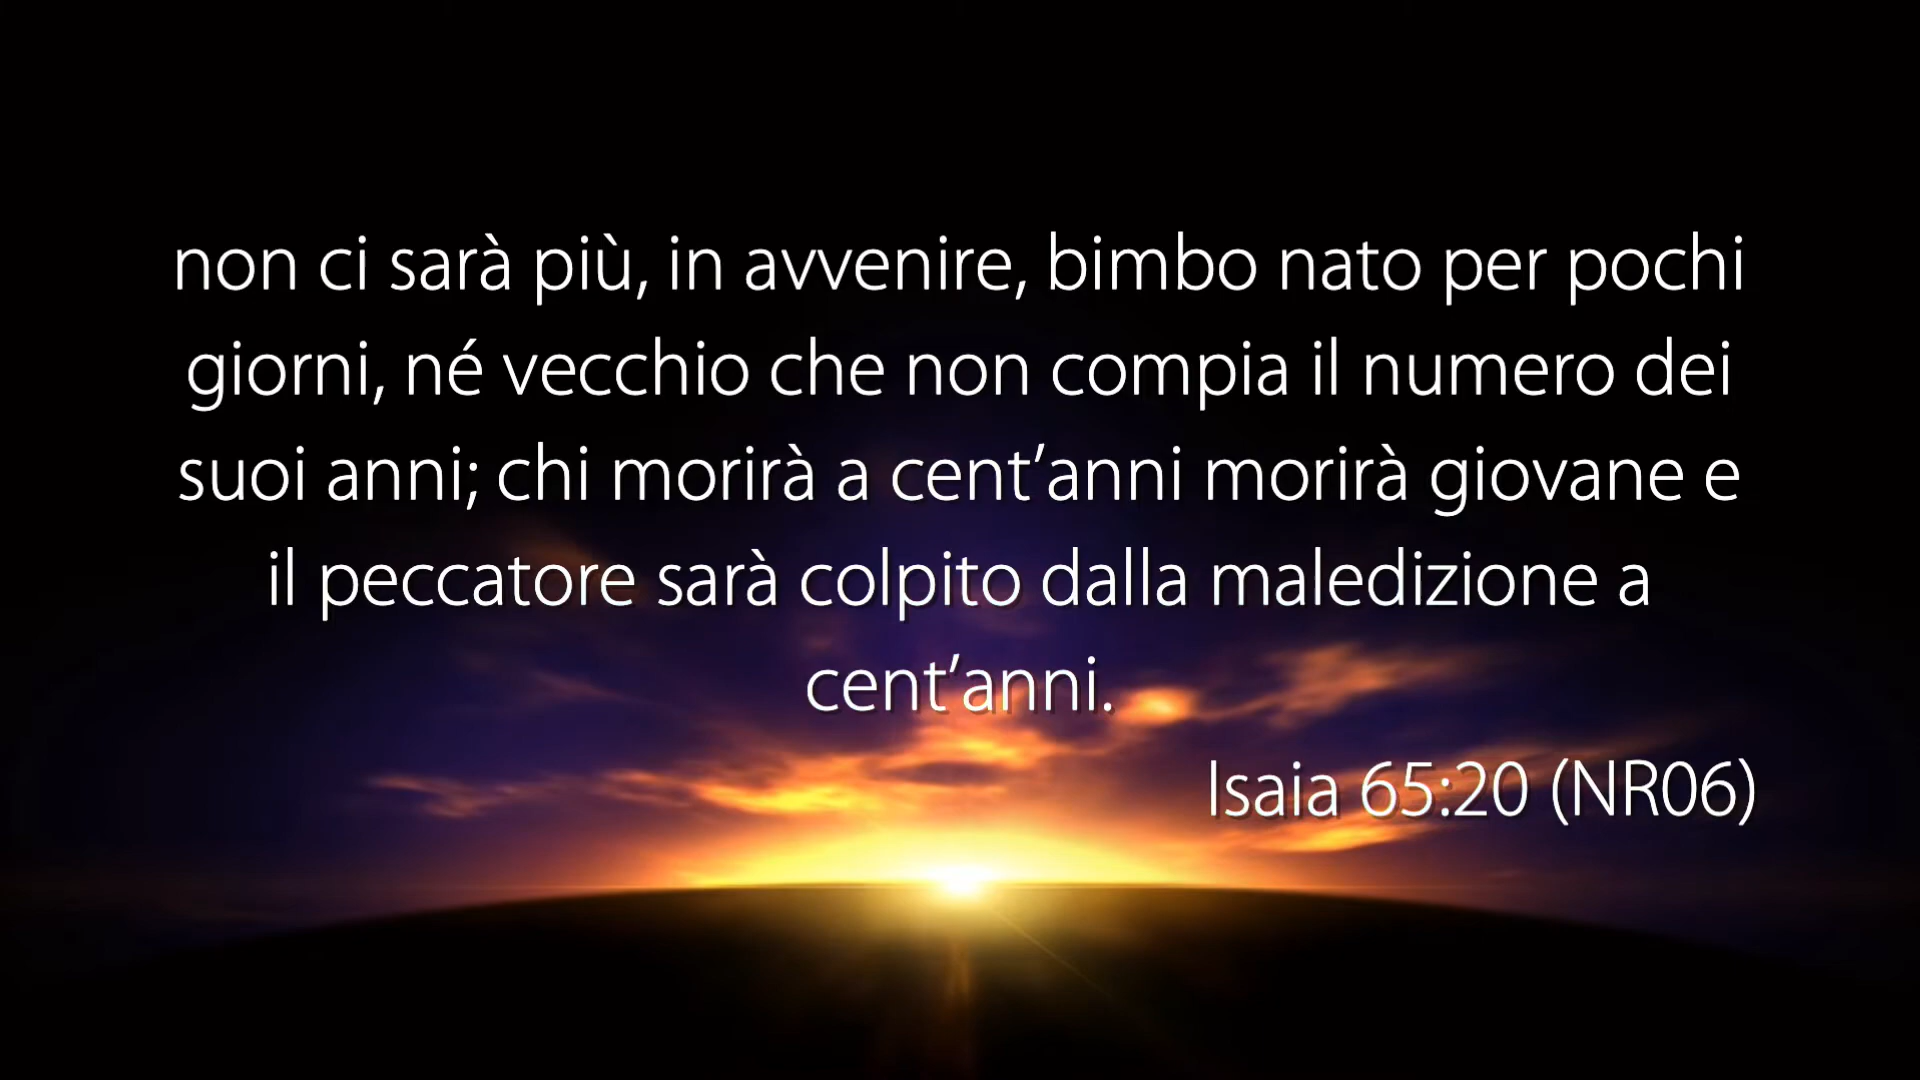 non ci sarà più, in avvenire, bimbo nato per pochi
giorni, né vecchio che non compia il numero dei
suoi anni; chi morirà a cent’anni morirà giovane e
il peccatore sarà colpito dalla maledizione a
cent’anni.
Isaia 65:20 (NR06)